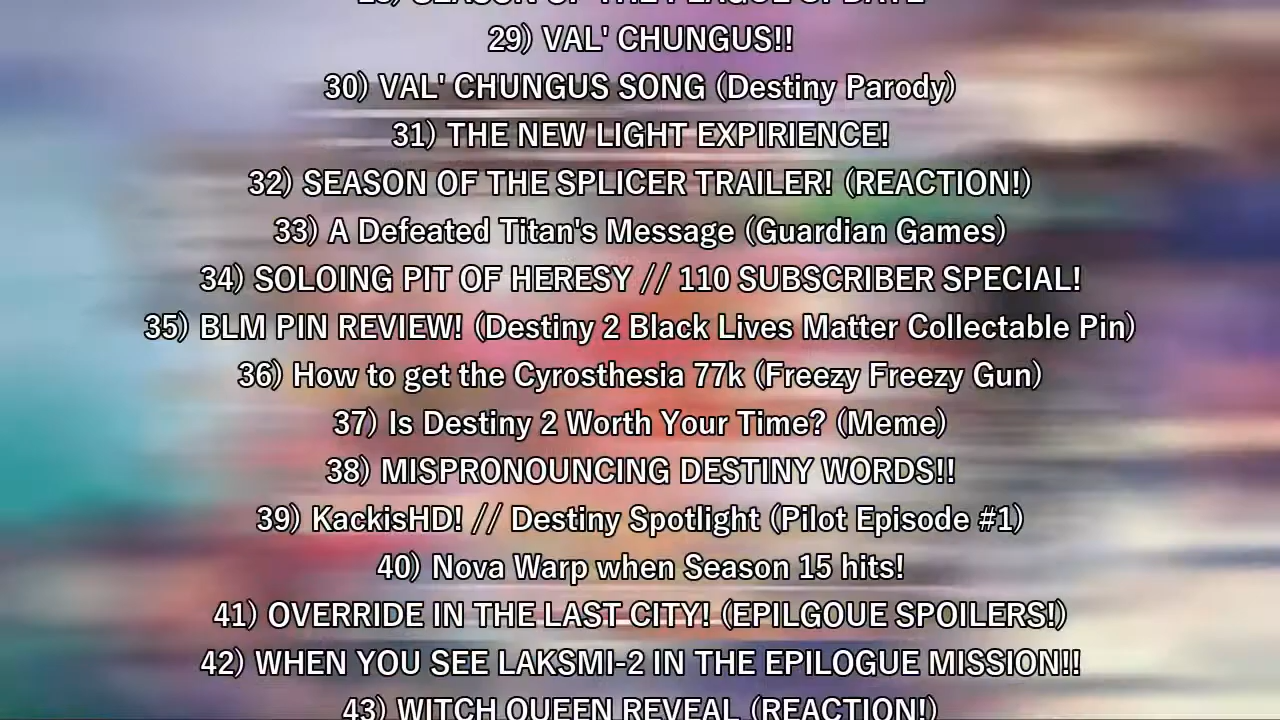 29) VAL' CHUNGUS!!
30) VAL' CHUNGUS SONG (Destiny Parody)
31) THE NEW LIGHT EXPIRIENCE!
32) SEASON OF THE SPLICER TRAILER! (REACTION!)
33) A Defeated Titan's Message (Guardian Games)
34) SOLOING PIT OF HERESY // 110 SUBSCRIBER SPECIAL!
35) BLM PIN REVIEW! (Destiny 2 Black Lives Matter Collectable Pin)
36) How to get the Cyrosthesia 77k (Freezy Freezy Gun)
37) Is Destiny 2 Worth Your Time? (Meme)
38) MISPRONOUNCING DESTINY WORDS!!
39) KackisHD! // Destiny Spotlight (Pilot Episode #1)
40) Nova Warp when Season 15 hits!
41) OVERRIDE IN THE LAST CITY! (EPILGOUE SPOILERS!)
42) WHEN YOU SEE LAKSMI-2 IN THE EPILOGUE MISSION!!
43) WITCH QUEEN REVEAL (REACTION!)